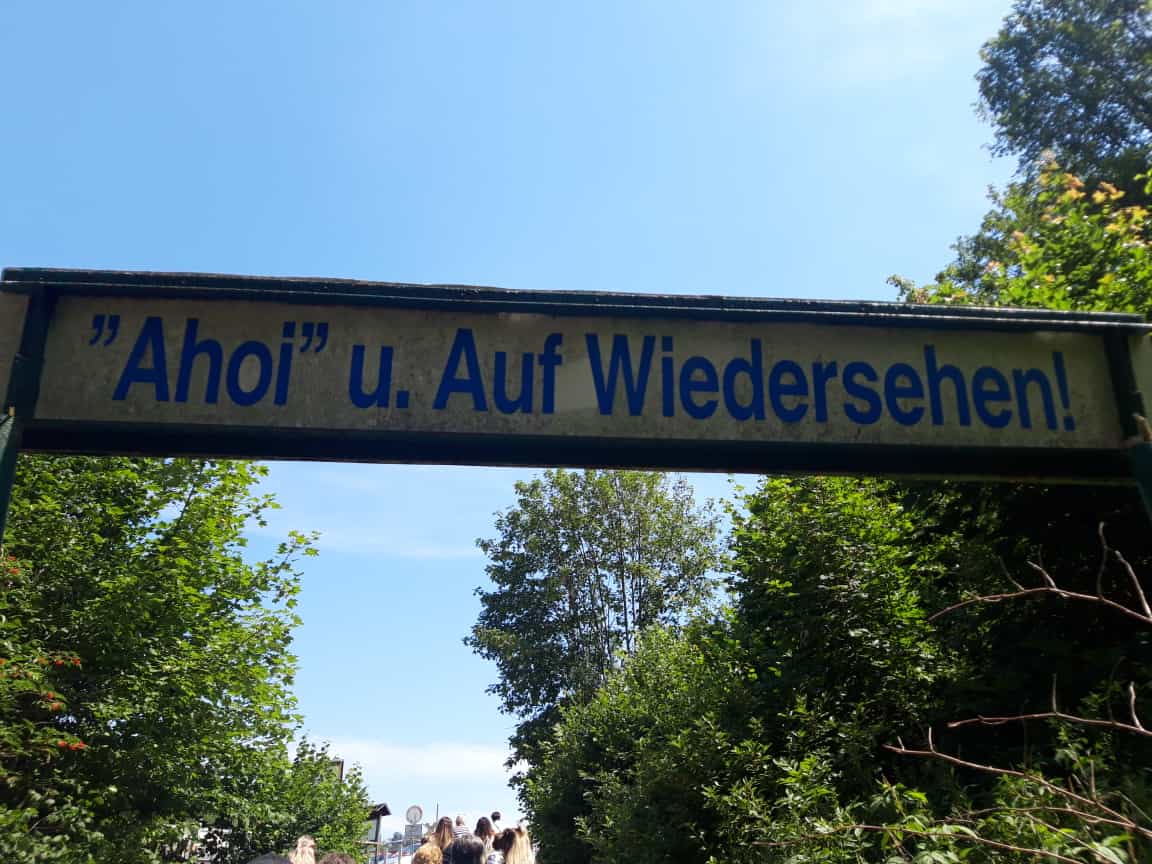 ”Ahoi” u. Auf Wiedersehen!